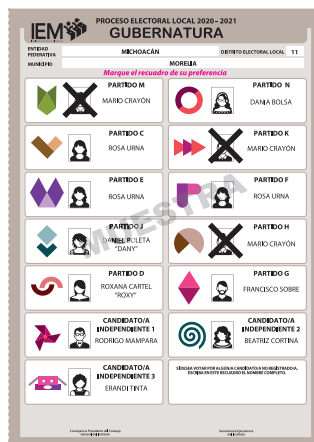 IEM
PROCESO ELECTORAL LOCAL 2020 - 2021
GUBERNATURA
ENTIDAD FEDERATIVA
MICHOACÁN
DISTRITO ELECTORAL LOCAL 11
MUNICIPIO
MORELIA
Marque el recuadro de su preferencia
PARTIDO M
MARIO CRAYÓN
PARTIDO N
DANIA BOLSA
PARTIDO C
ROSA URNA
PARTIDO K
MARIO CRAYÓN
PARTIDO E
ROSA URNA
PARTIDO F
ROSA URNA
PARTIDO J
DANIEL BOLETA
"DANY"
PARTIDO H
MARIO CRAYÓN
PARTIDO D
ROXANA CARTEL
"ROXY"
PARTIDO G
FRANCISCO SOBRE
CANDIDATO/A
INDEPENDIENTE 1
RODRIGO MAMPARA
CANDIDATO/A
INDEPENDIENTE 2
BEATRIZ CORTINA
CANDIDATO/A
INDEPENDIENTE 3
ERANDI TINTA
SI DESEA VOTAR POR ALGÚN/A CANDIDATO/A NO REGISTRADO/A,
ESCRIBA EN ESTE RECUADRO EL NOMBRE COMPLETO.
MUESTRA